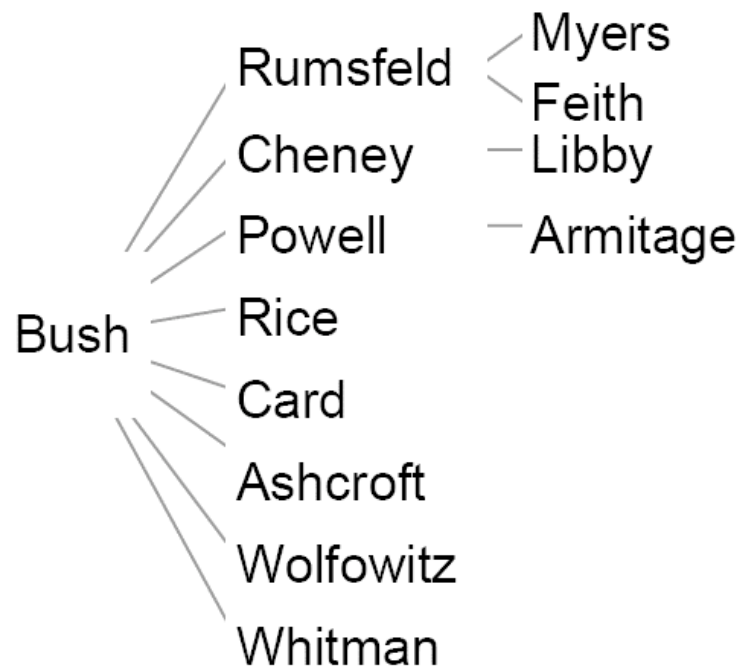 Bush
Rumsfeld
Myers
Feith
Cheney
Libby
Powell
Armitage
Rice
Card
Ashcroft
Wolfowitz
Whitman